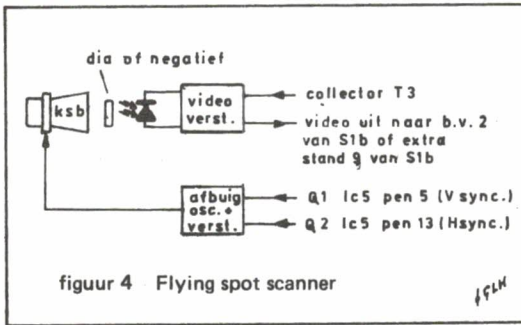 dia of negatief
ksb
video
verst.
collector T3
video uit naar b.v. 2
van S1b of extra
stand 9 van S1b
afbuig
osc.+
verst.
Q1 Ic5 pen 5 (V sync.)
Q2 Ic5 pen 13 (Hsync.)
figuur 4 Flying spot scanner